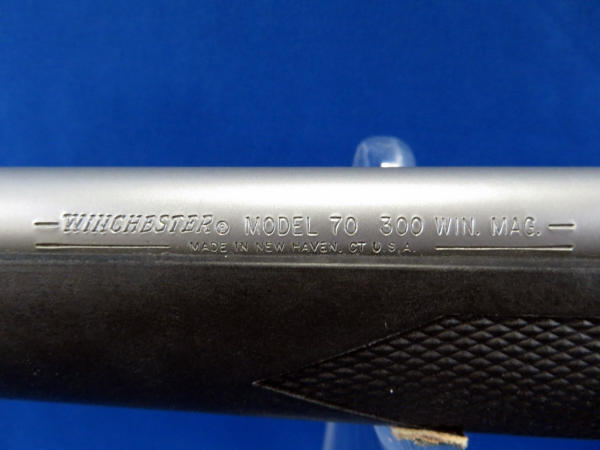 —WINCHESTER® MODEL 70 300 WIN. MAG.—
MADE IN NEW HAVEN, CT U.S.A.